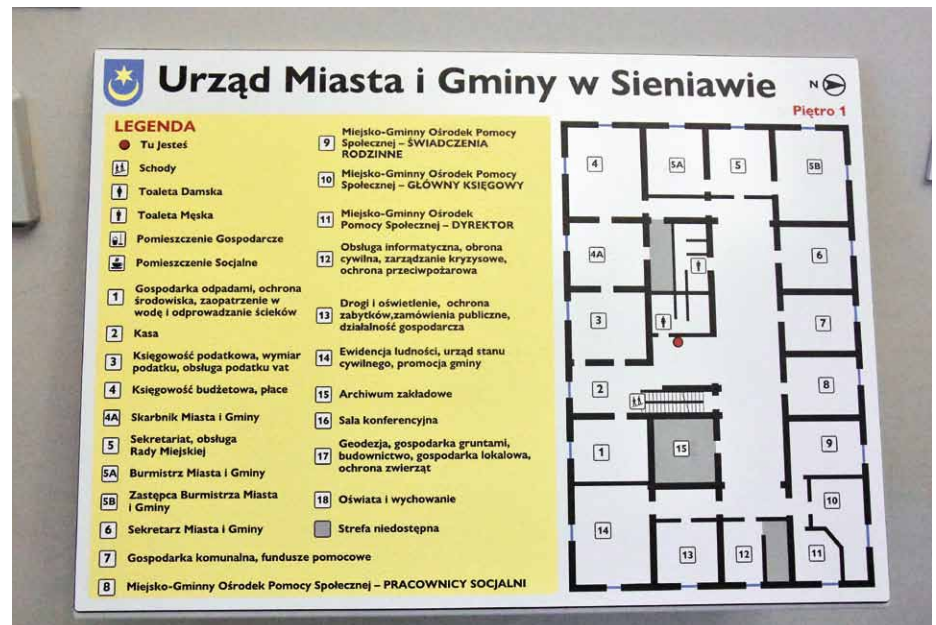 Urząd Miasta i Gminy w Sieniawie
N
Piętro 1
LEGENDA
Tu Jesteś
Schody
Toaleta Damska
Toaleta Męska
Pomieszczenie Gospodarcze
Pomieszczenie Socjalne
1 Gospodarka odpadami, ochrona
środowiska, zaopatrzenie w
wodę i odprowadzanie ścieków
2 Kasa
3 Księgowość podatkowa, wymiar
podatku, obsługa podatku vat
4 Księgowość budżetowa, płace
4A Skarbnik Miasta i Gminy
5 Sekretariat, obsługa
Rady Miejskiej
5A Burmistrz Miasta i Gminy
5B Zastępca Burmistrza Miasta
i Gminy
6 Sekretarz Miasta i Gminy
7 Gospodarka komunalna, fundusze pomocowe
8 Miejsko-Gminny Ośrodek Pomocy Społecznej – PRACOWNICY SOCJALNI
9 Miejsko-Gminny Ośrodek Pomocy
Społecznej – ŚWIADCZENIA
RODZINNE
10 Miejsko-Gminny Ośrodek Pomocy
Społecznej – GŁÓWNY KSIĘGOWY
11 Miejsko-Gminny Ośrodek
Pomocy Społecznej – DYREKTOR
12 Obsługa informatyczna, obrona
cywilna, zarządzanie kryzysowe,
ochrona przeciwpożarowa
13 Drogi i oświetlenie, ochrona
zabytków,zamówienia publiczne,
działalność gospodarcza
14 Ewidencja ludności, urząd stanu
cywilnego, promocja gminy
15 Archiwum zakładowe
16 Sala konferencyjna
17 Geodezja, gospodarka gruntami,
budownictwo, gospodarka lokalowa,
ochrona zwierząt
18 Oświata i wychowanie
Strefa niedostępna
4 5A 5 5B
4A 6
3 7
2 8
1 15 9
10
14 13 12 11